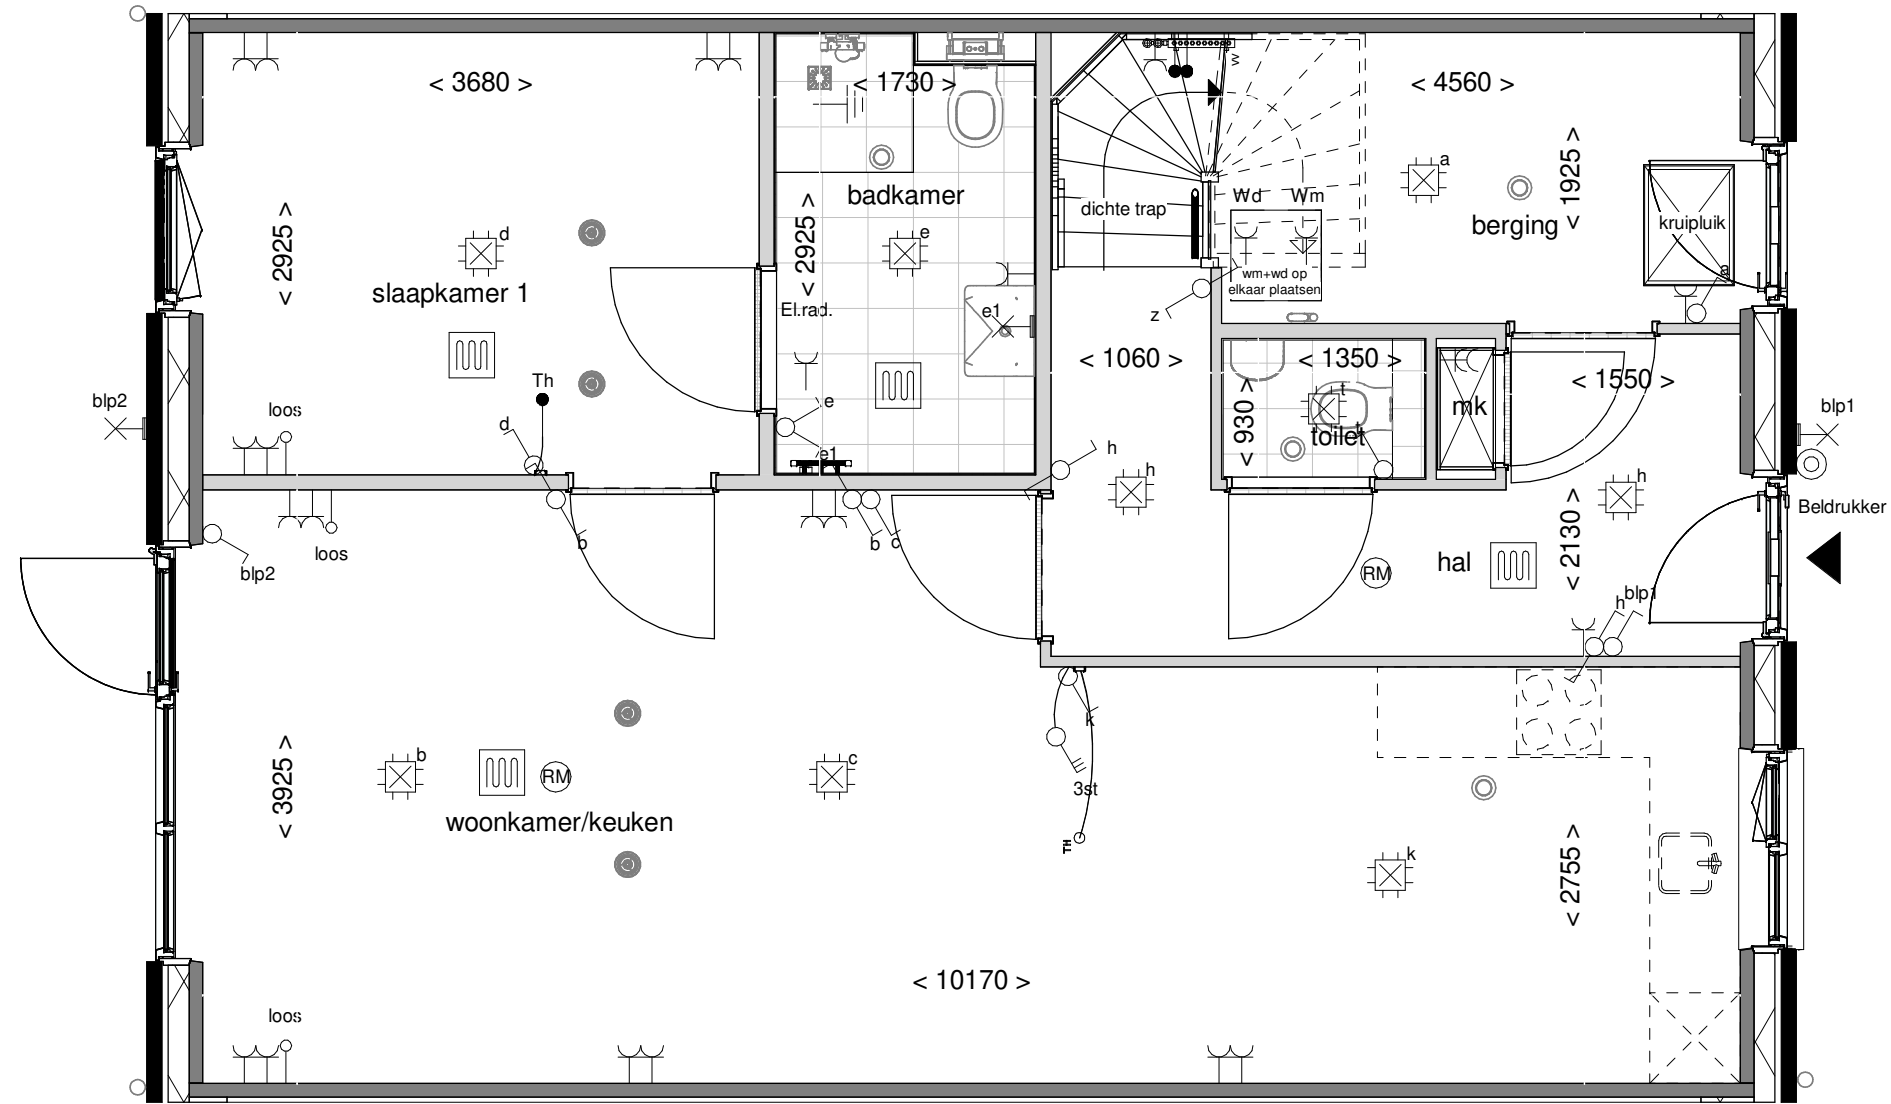 < 3680 >
< 1730 >
< 4560 >
w
a
badkamer
Wd
Wm
dichte trap
berging
< 1925 >
kruipluik
d
e
< 2925 >
< 2925 >
slaapkamer 1
wm+wd op
elkaar plaatsen
a
z
El.rad.
e1
< 1060 >
< 1350 >
< 1550 >
Th
t
blp2
loos
e
< 930 >
mk
blp1
d
toilet
t
e1
h
h
h
Beldrukker
b
b
c
loos
< 2130 >
hal
RM
blp2
h
blp1
k
b
c
3st
< 3925 >
RM
woonkamer/keuken
TH
k
< 2755 >
< 10170 >
loos